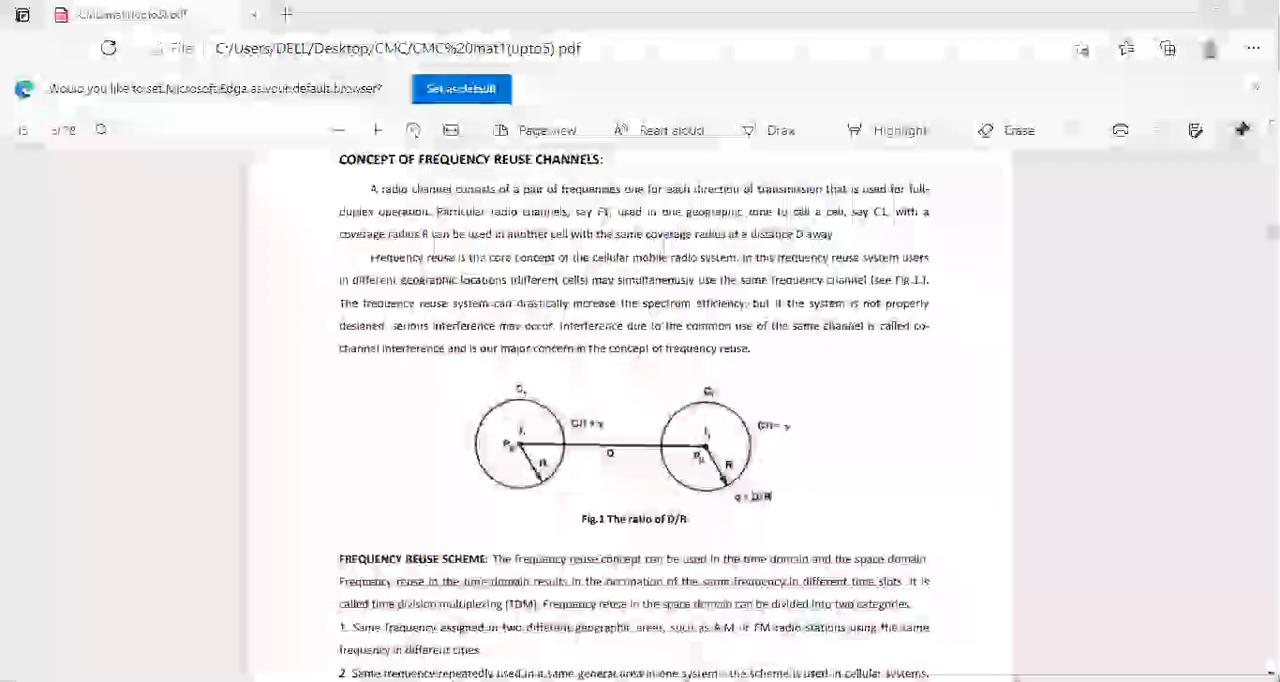 C:/Users/DELL/Desktop/CMC/CMC%20mat1(upto5).pdf
File
Would you like to set Microsoft Edge as your default browser?
Set as default
Page view
Read aloud
Draw
Highlight
Erase
CONCEPT OF FREQUENCY REUSE CHANNELS:
A radio channel consists of a pair of frequencies one for each direction of transmission that is used for full-
duplex operation. Particular radio channels, say F1, used in one geographic zone to call a cell, say C1, with a
coverage radius R can be used in another cell with the same coverage radius at a distance D away
Frequency reuse is the core concept of the cellular mobile radio system. In this frequency reuse system users
in different geographic locations (different cells) may simultaneously use the same frequency channel (see Fig.1).
The frequency reuse system can drastically increase the spectrum efficiency, but if the system is not properly
designed, serious interference may occur. Interference due to the common use of the same channel is called co-
channel interference and is our major concern in the concept of frequency reuse.
R
D
R
q = D/R
Fig.1 The ratio of D/R
FREQUENCY REUSE SCHEME: The frequency reuse concept can be used in the time domain and the space domain
Frequency reuse in the time domain results in the occupation of the same frequency in different time slots. It is
called time division multiplexing (TDM). Frequency reuse in the space domain can be divided into two categories.
1. Same frequency assigned in two different geographic areas, such as A.M or FM radio stations using the same
frequency in different cities
2. Same frequency repeatedly used in a same general area in one system - the scheme is used in cellular systems.